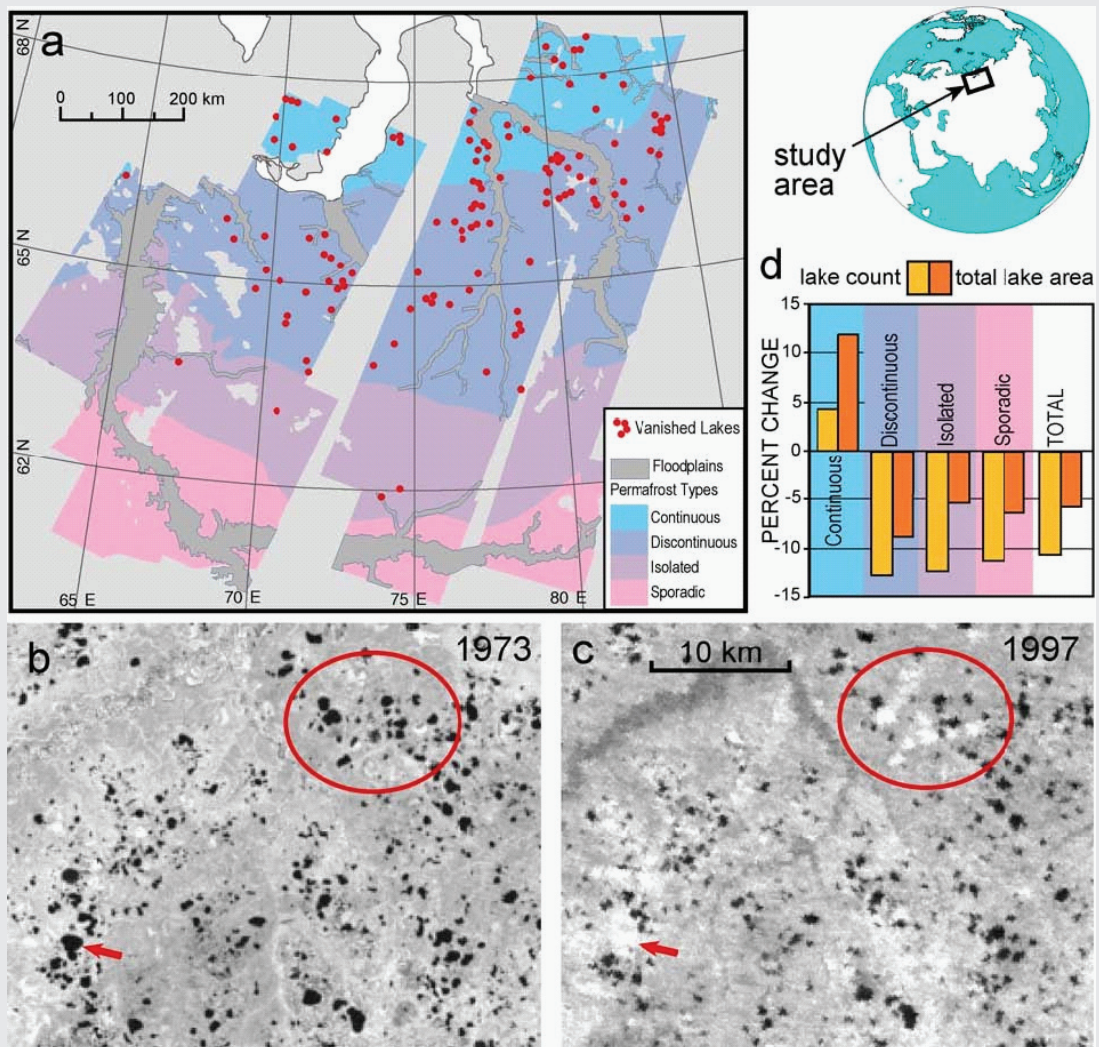 a
68 N
65 N
62 N
0 100 200 km
65 E
70 E
75 E
80 E
Vanished Lakes
Floodplains
Permafrost Types
Continuous
Discontinuous
Isolated
Sporadic
study
area
d
lake count
total lake area
PERCENT CHANGE
15
10
5
0
-5
-10
-15
Continuous
Discontinuous
Isolated
Sporadic
TOTAL
b
1973
c
10 km
1997